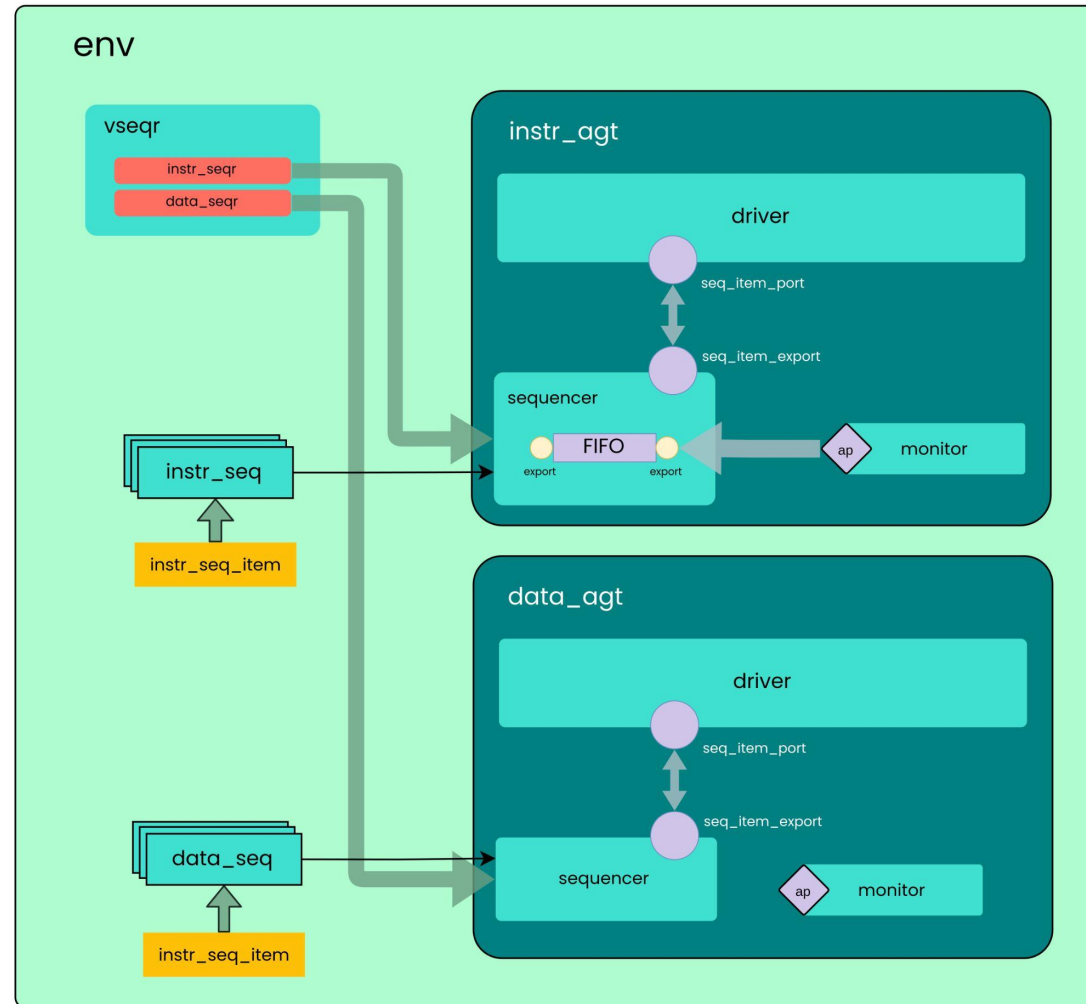 env
vseqr
instr_seqr
data_seqr
instr_agt
driver
seq_item_port
seq_item_export
sequencer
FIFO
export
export
ap
monitor
instr_seq
instr_seq_item
data_agt
driver
seq_item_port
seq_item_export
sequencer
ap
monitor
data_seq
instr_seq_item